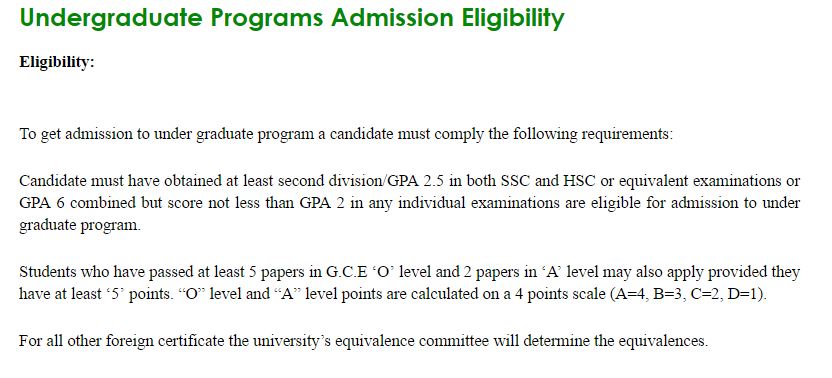 Undergraduate Programs Admission Eligibility
Eligibility:
To get admission to under graduate program a candidate must comply the following requirements:
Candidate must have obtained at least second division/GPA 2.5 in both SSC and HSC or equivalent examinations or
GPA 6 combined but score not less than GPA 2 in any individual examinations are eligible for admission to under
graduate program.
Students who have passed at least 5 papers in G.C.E ‘O’ level and 2 papers in ‘A’ level may also apply provided they
have at least ‘5’ points. “O” level and “A” level points are calculated on a 4 points scale (A=4, B=3, C=2, D=1).
For all other foreign certificate the university’s equivalence committee will determine the equivalences.